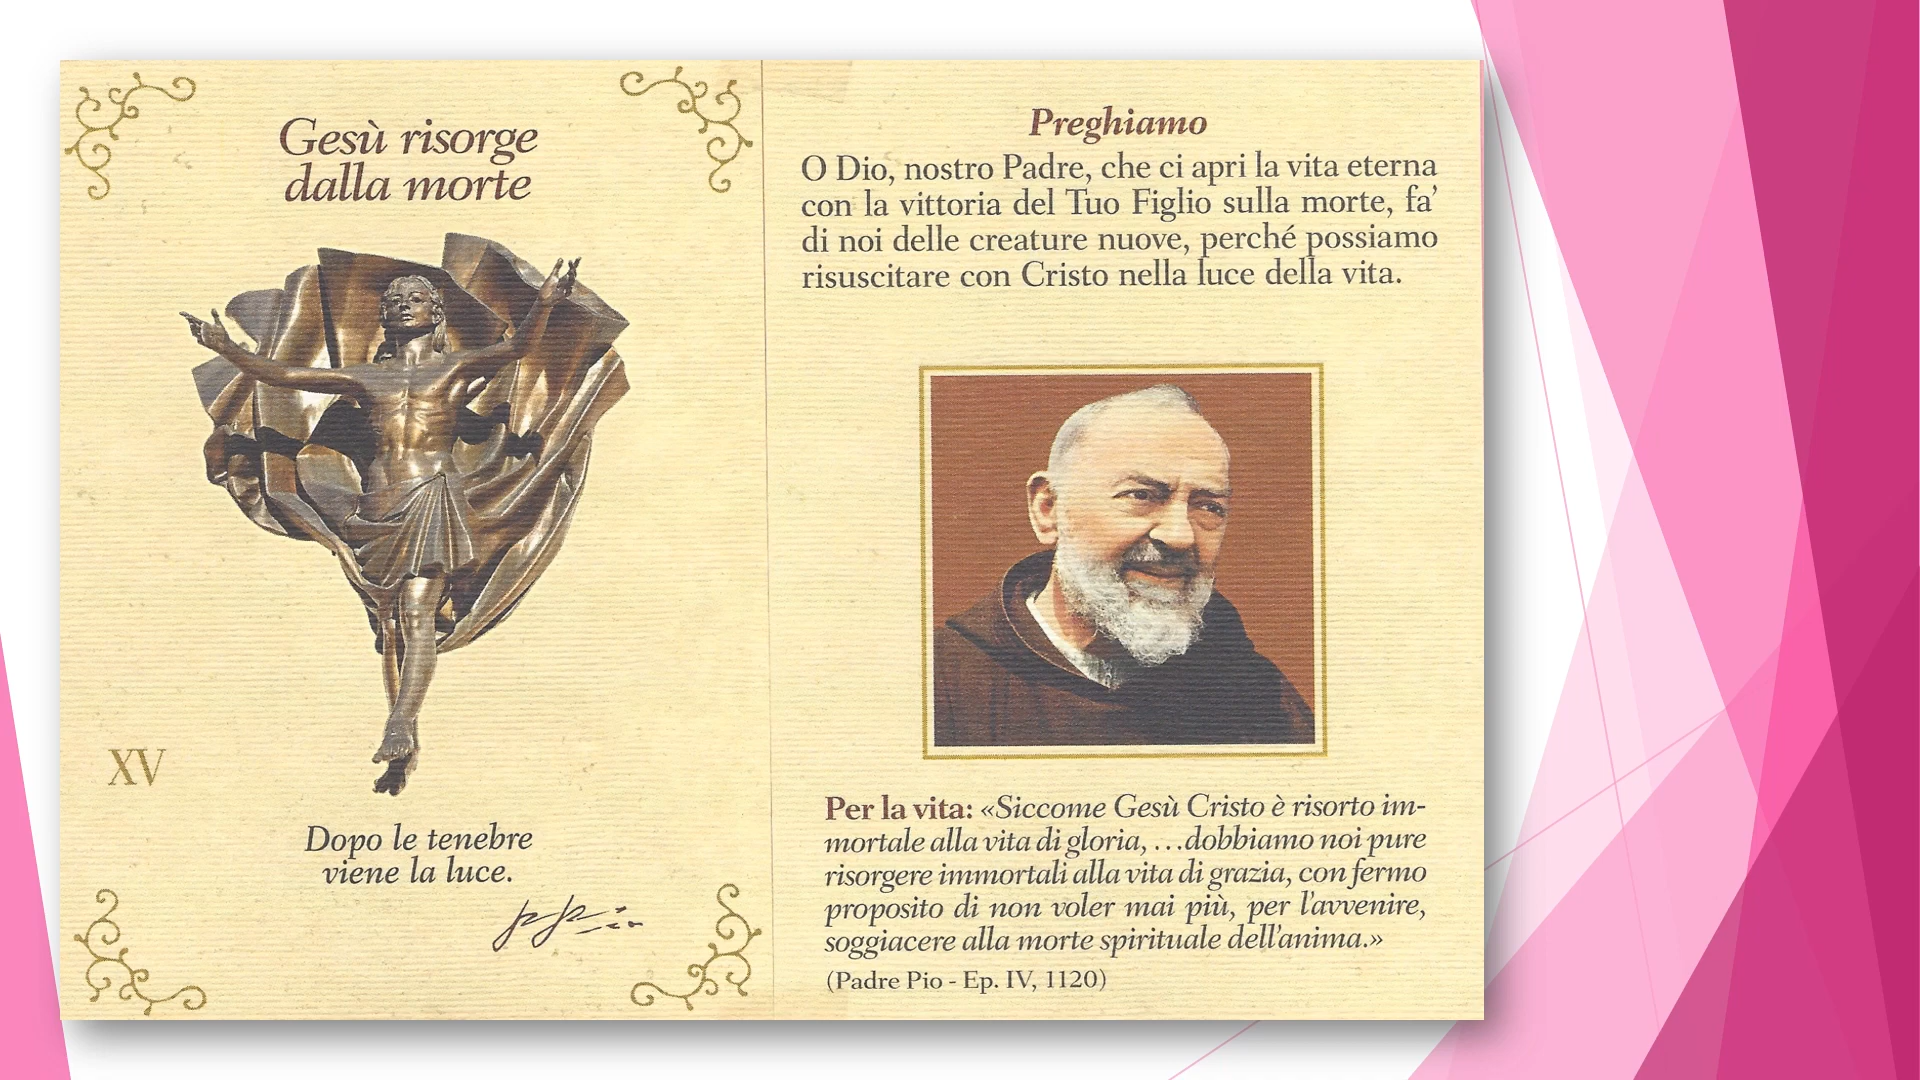 Gesù risorge
dalla morte
XV
Dopo le tenebre
viene la luce.
Preghiamo
O Dio, nostro Padre, che ci apri la vita eterna
con la vittoria del Tuo Figlio sulla morte, fa’
di noi delle creature nuove, perché possiamo
risuscitare con Cristo nella luce della vita.
Per la vita: «Siccome Gesù Cristo è risorto im-
mortale alla vita di gloria, …dobbiamo noi pure
risorgere immortali alla vita di grazia, con fermo
proposito di non voler mai più, per l’avvenire,
soggiacere alla morte spirituale dell’anima.»
(Padre Pio - Ep. IV, 1120)